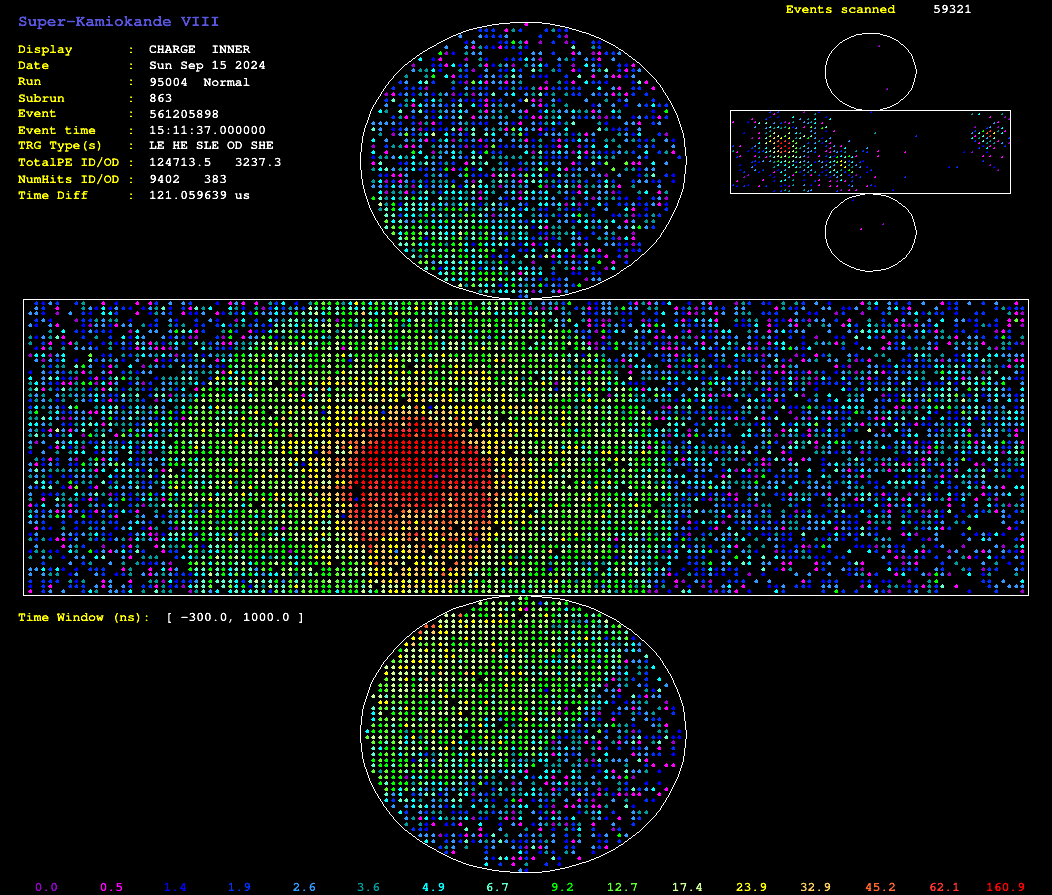 Super-Kamiokande VIII
Display : CHARGE INNER
Date : Sun Sep 15 2024
Run : 95004 Normal
Subrun : 863
Event : 561205898
Event time : 15:11:37.000000
TRG Type(s) : LE HE SLE OD SHE
TotalPE ID/OD : 124713.5 3237.3
NumHits ID/OD : 9402 383
Time Diff : 121.059639 us
Events scanned 59321
Time Window (ns): [ -300.0, 1000.0 ]
0.0 0.5 1.4 1.9 2.6 3.6 4.9 6.7 9.2 12.7 17.4 23.9 32.9 45.2 62.1 160.9